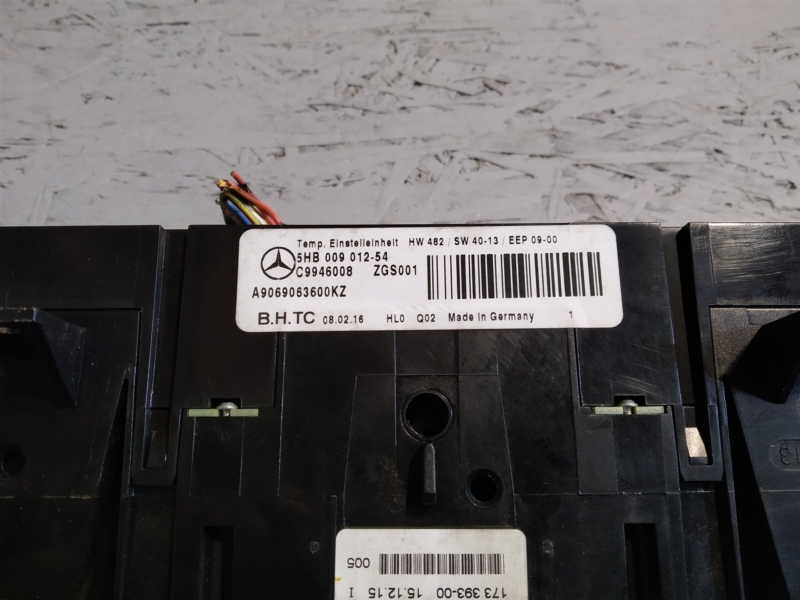 Temp. Einstelleinheit HW 482 / SW 40-13 / EEP 09-00
5HB 009 012-54
C9946008 ZGS001
A9069063600KZ
B.H.TC 08.02.16 HL0 Q02 Made in Germany 1
005
173 393-00 15.12.15 I